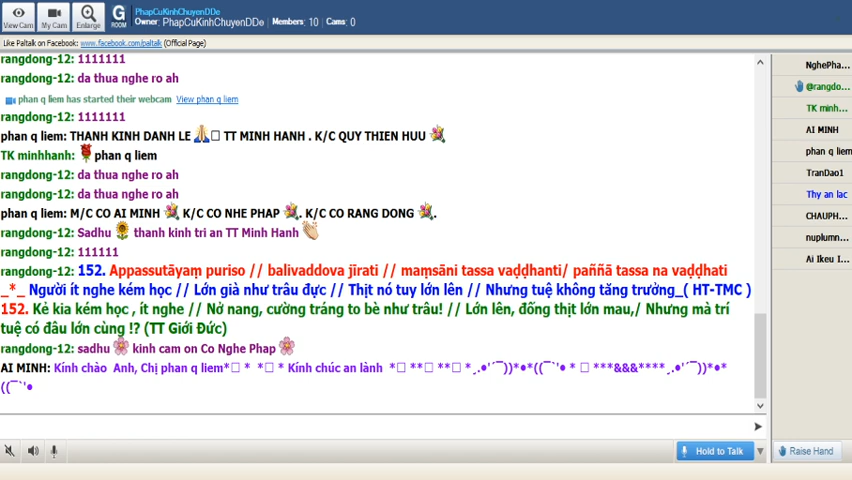 PhapCuKinhChuyenDDe
Owner: PhapCuKinhChuyenDDe Members: 10 Cams: 0
View Cam My Cam Enlarge G ROOM
Like Paltalk on Facebook: www.facebook.com/paltalk (Official Page)
rangdong-12: 1111111
rangdong-12: da thua nghe ro ah
phan q liem has started their webcam View phan q liem
rangdong-12: 1111111
phan q liem: THANH KINH DANH LE 🙏 TT MINH HANH . K/C QUY THIEN HUU 💐
TK minhhanh: 🌹 phan q liem
rangdong-12: da thua nghe ro ah
rangdong-12: da thua nghe ro ah
phan q liem: M/C CO AI MINH 💐 K/C CO NHE PHAP 💐. K/C CO RANG DONG 💐.
rangdong-12: Sadhu 🌻 thanh kinh tri an TT Minh Hanh 👏
rangdong-12: 111111
rangdong-12: 152. Appassutāyaṃ puriso // balivaddova jīrati // maṃsāni tassa vaḍḍhanti/ paññā tassa na vaḍḍhati
_*_ Người ít nghe kém học // Lớn già như trâu đực // Thịt nó tuy lớn lên // Nhưng tuệ không tăng trưởng_( HT-TMC )
152. Kẻ kia kém học , ít nghe // Nở nang, cường tráng to bè như trâu! // Lớn lên, đống thịt lớn mau,/ Nhưng mà trí
tuệ có đâu lớn cùng !? (TT Giới Đức)
rangdong-12: sadhu 🌸 kinh cam on Co Nghe Phap 🌸
AI MINH: Kính chào Anh, Chị phan q liem*□ * *□ * Kính chúc an lành *□ **□ **□ * ¸.•'´¯))*•*((¯`'• * □ ***&&&**** ¸.•'´¯))*•*
((¯`'•
Hold to Talk
Raise Hand
NghePha...
@rangdo...
TK minh...
AI MINH
phan q liem
TranDao1
Thy an lac
CHAUPH...
nuplumn...
Ai Ikeu I...